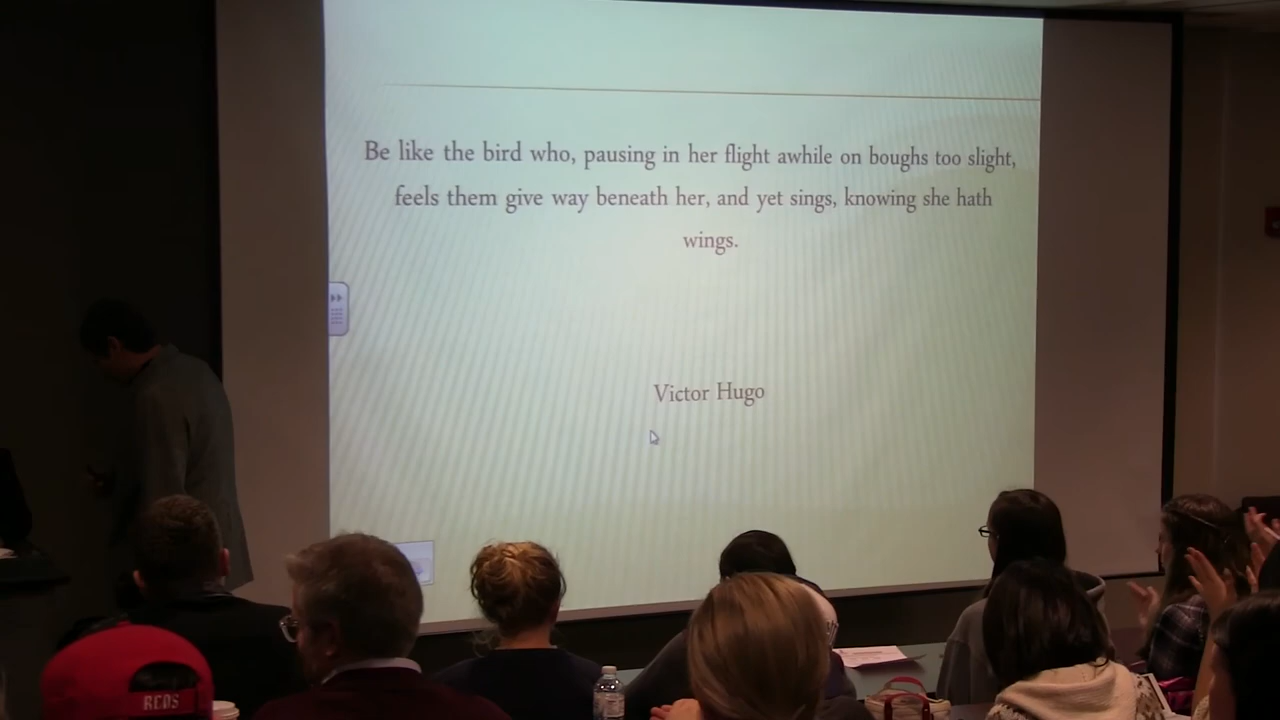 Be like the bird who, pausing in her flight awhile on boughs too slight,
feels them give way beneath her, and yet sings, knowing she hath
wings.
Victor Hugo
REDS